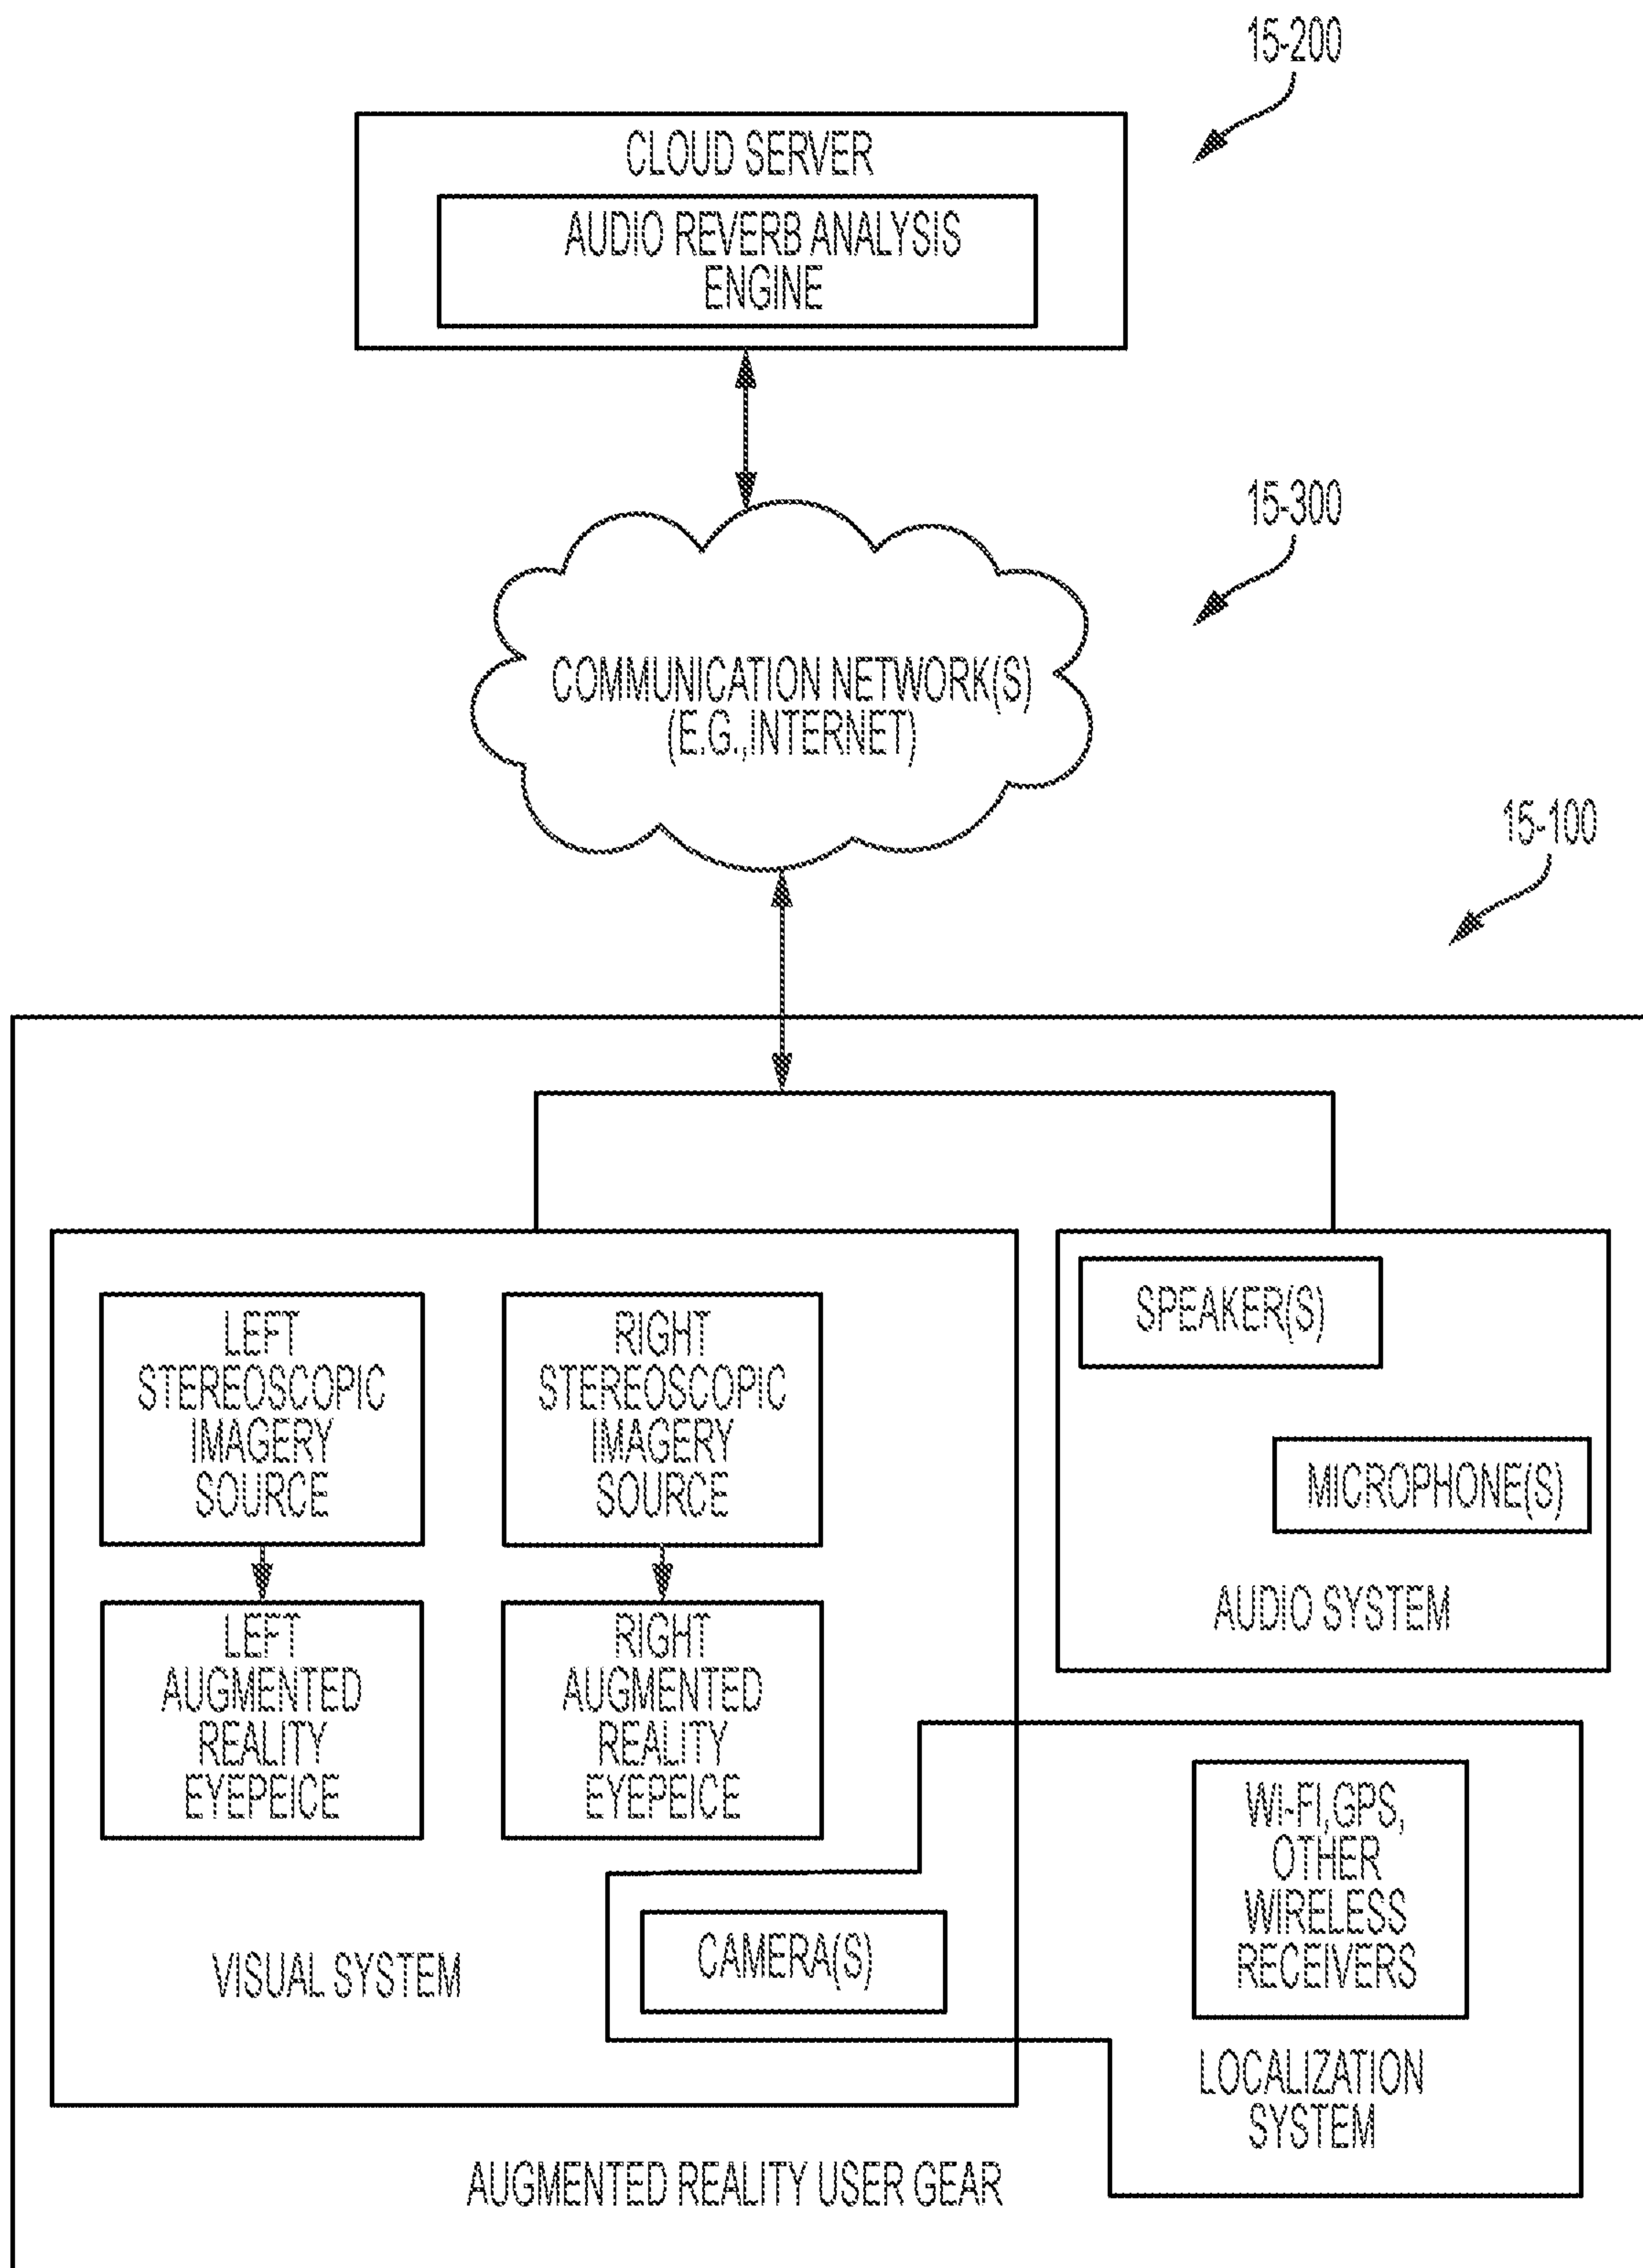 15-200
CLOUD SERVER
AUDIO REVERB ANALYSIS
ENGINE
15-300
COMMUNICATION NETWORK(S)
(E.G.,INTERNET)
15-100
LEFT
STEREOSCOPIC
IMAGERY
SOURCE
RIGHT
STEREOSCOPIC
IMAGERY
SOURCE
SPEAKER(S)
MICROPHONE(S)
AUDIO SYSTEM
LEFT
AUGMENTED
REALITY
EYEPEICE
RIGHT
AUGMENTED
REALITY
EYEPEICE
WI-FI,GPS,
OTHER
WIRELESS
RECEIVERS
CAMERA(S)
VISUAL SYSTEM
LOCALIZATION
SYSTEM
AUGMENTED REALITY USER GEAR